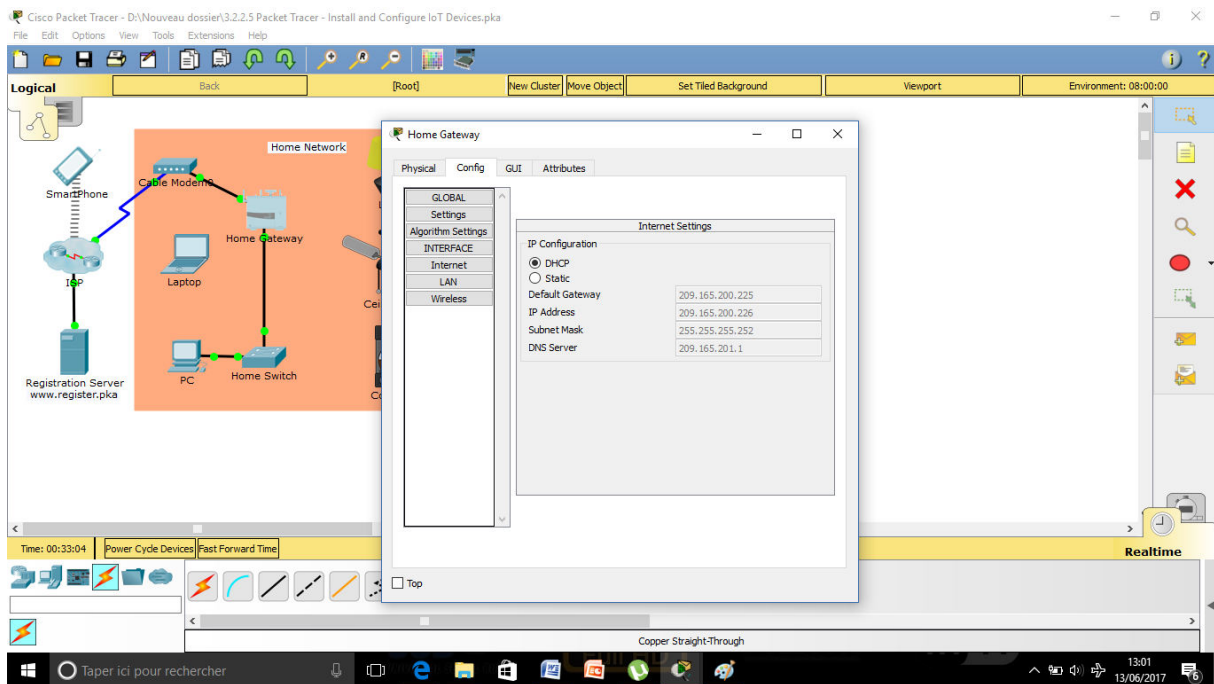 Cisco Packet Tracer - D:\Nouveau dossier\3.2.2.5 Packet Tracer - Install and Configure IoT Devices.pka
File Edit Options View Tools Extensions Help
Logical Back [Root] New Cluster Move Object Set Tiled Background Viewport Environment: 08:00:00
Home Network
SmartPhone
Cable Modem0
Home Gateway
ISP
Laptop
Cei
PC
Home Switch
Registration Server
www.register.pka
Co
Home Gateway
Physical Config GUI Attributes
GLOBAL
Settings
Algorithm Settings
INTERFACE
Internet
LAN
Wireless
Internet Settings
IP Configuration
DHCP
Static
Default Gateway 209.165.200.225
IP Address 209.165.200.226
Subnet Mask 255.255.255.252
DNS Server 209.165.201.1
Top
Time: 00:33:04 Power Cycle Devices Fast Forward Time
Realtime
Copper Straight-Through
Taper ici pour rechercher
13:01
13/06/2017
6